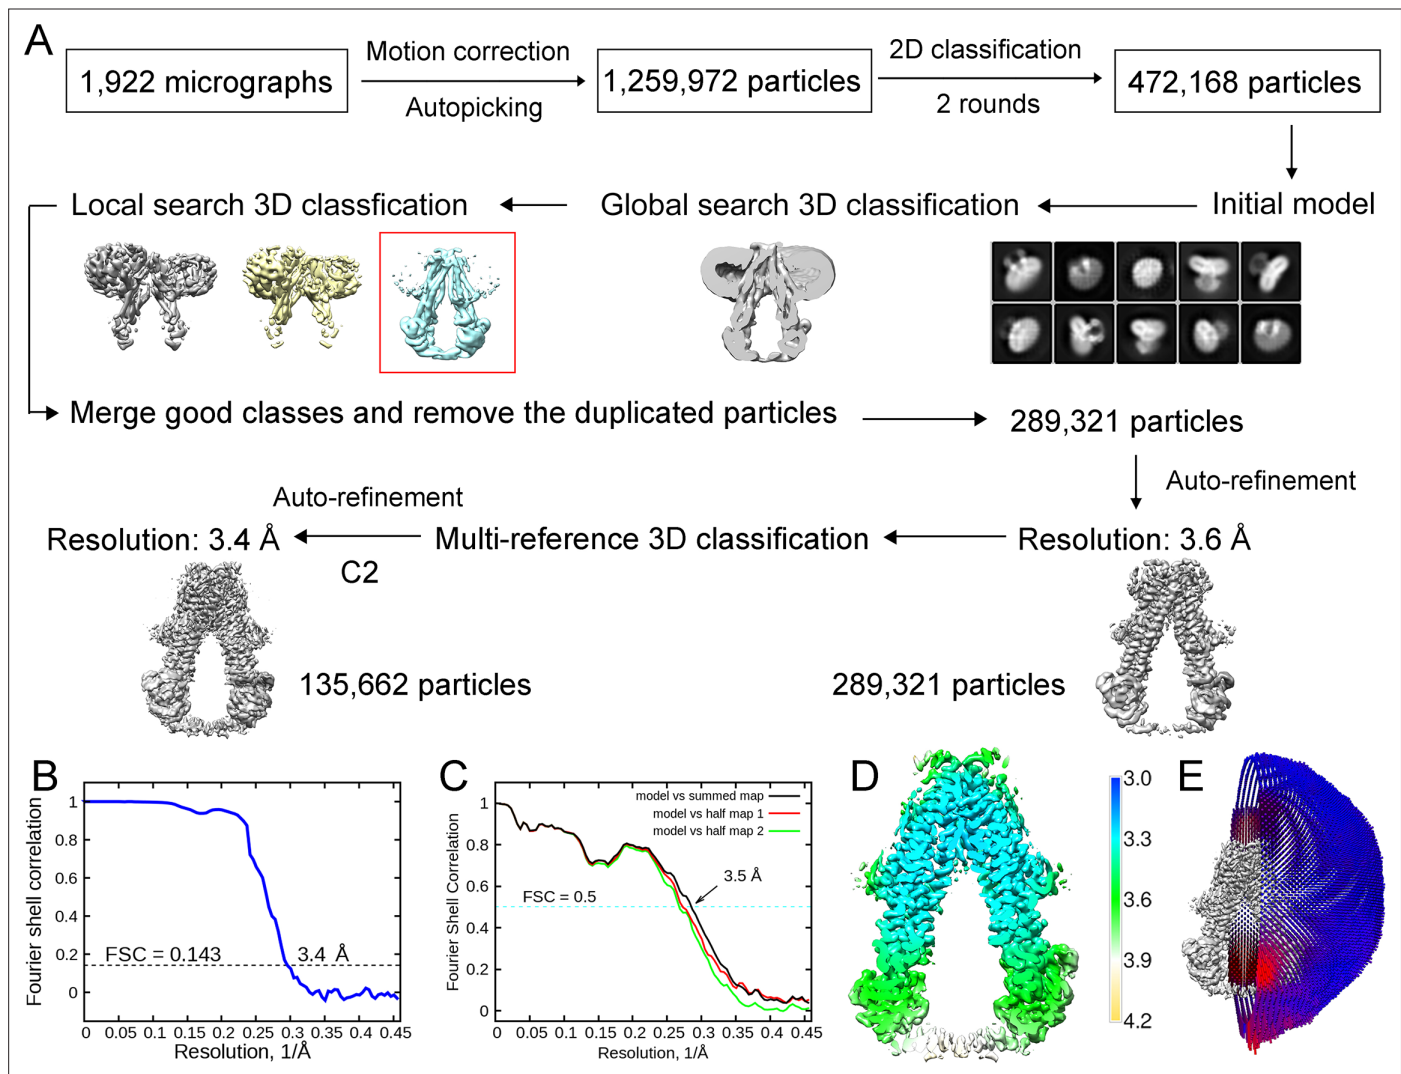 A
1,922 micrographs
Motion correction
Autopicking
1,259,972 particles
2D classification
2 rounds
472,168 particles
Local search 3D classfication
Global search 3D classification
Initial model
Merge good classes and remove the duplicated particles
289,321 particles
Auto-refinement
Auto-refinement
Resolution: 3.4 Å
C2
Multi-reference 3D classification
Resolution: 3.6 Å
135,662 particles
289,321 particles
B
Fourier shell correlation
1
0.8
0.6
0.4
0.2
0
FSC = 0.143
3.4 Å
0 0.05 0.1 0.15 0.2 0.25 0.3 0.35 0.4 0.45
Resolution, 1/Å
C
Fourier Shell Correlation
1
0.8
0.6
0.4
0.2
0
model vs summed map
model vs half map 1
model vs half map 2
3.5 Å
FSC = 0.5
0 0.05 0.1 0.15 0.2 0.25 0.3 0.35 0.4 0.45
Resolution, 1/Å
D
3.0
3.3
3.6
3.9
4.2
E